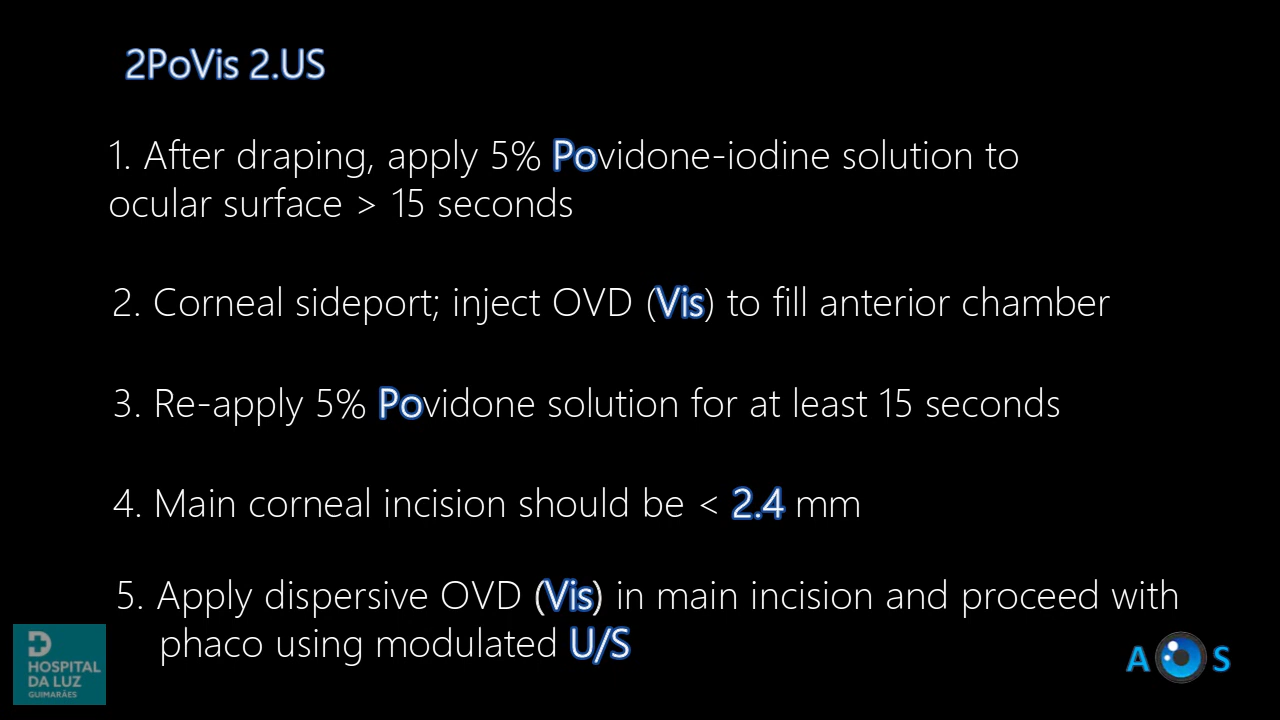 2PoVis 2.US
1. After draping, apply 5% Povidone-iodine solution to
ocular surface > 15 seconds
2. Corneal sideport; inject OVD (Vis) to fill anterior chamber
3. Re-apply 5% Povidone solution for at least 15 seconds
4. Main corneal incision should be < 2.4 mm
5. Apply dispersive OVD (Vis) in main incision and proceed with
phaco using modulated U/S
HOSPITAL
DA LUZ
GUIMARÃES
A S